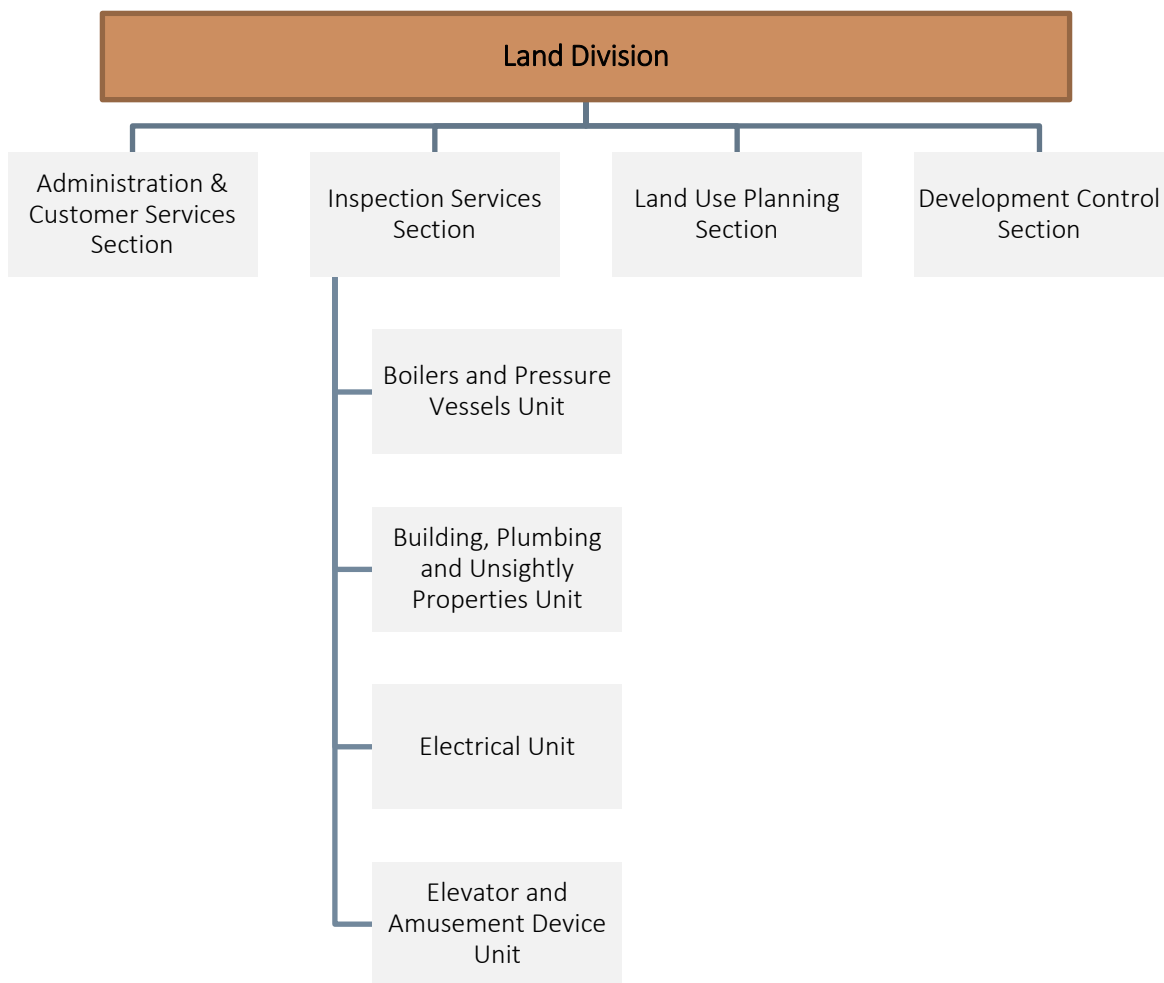 Land Division
Administration &
Customer Services
Section
Inspection Services
Section
Land Use Planning
Section
Development Control
Section
Boilers and Pressure
Vessels Unit
Building, Plumbing
and Unsightly
Properties Unit
Electrical Unit
Elevator and
Amusement Device
Unit